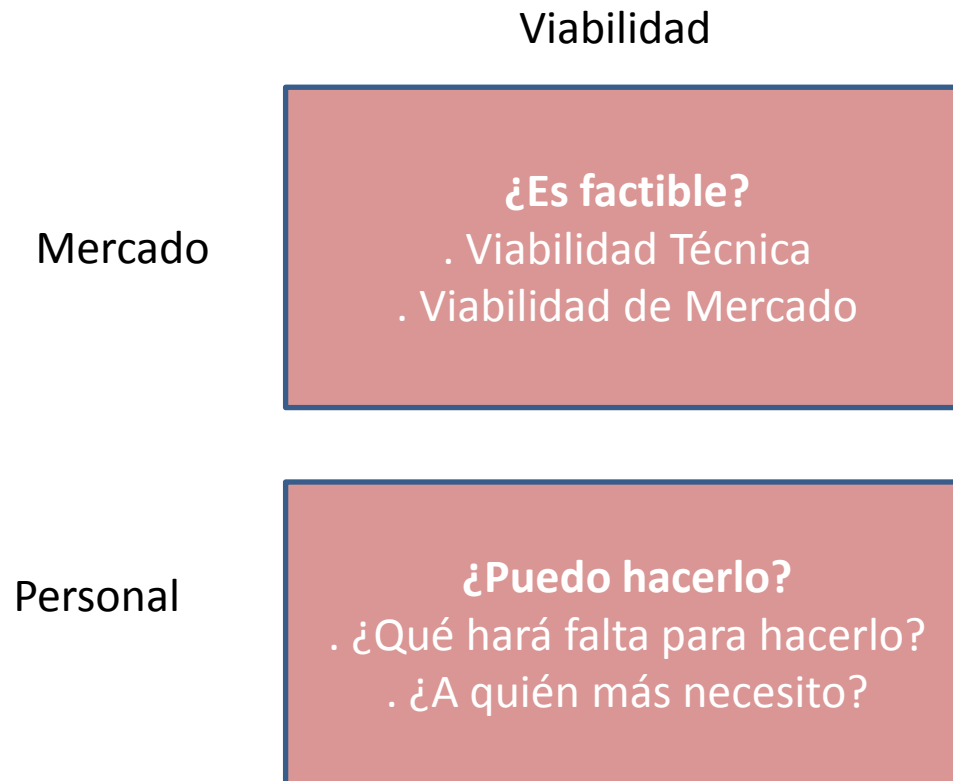 Viabilidad
Mercado
¿Es factible?
. Viabilidad Técnica
. Viabilidad de Mercado
Personal
¿Puedo hacerlo?
. ¿Qué hará falta para hacerlo?
. ¿A quién más necesito?